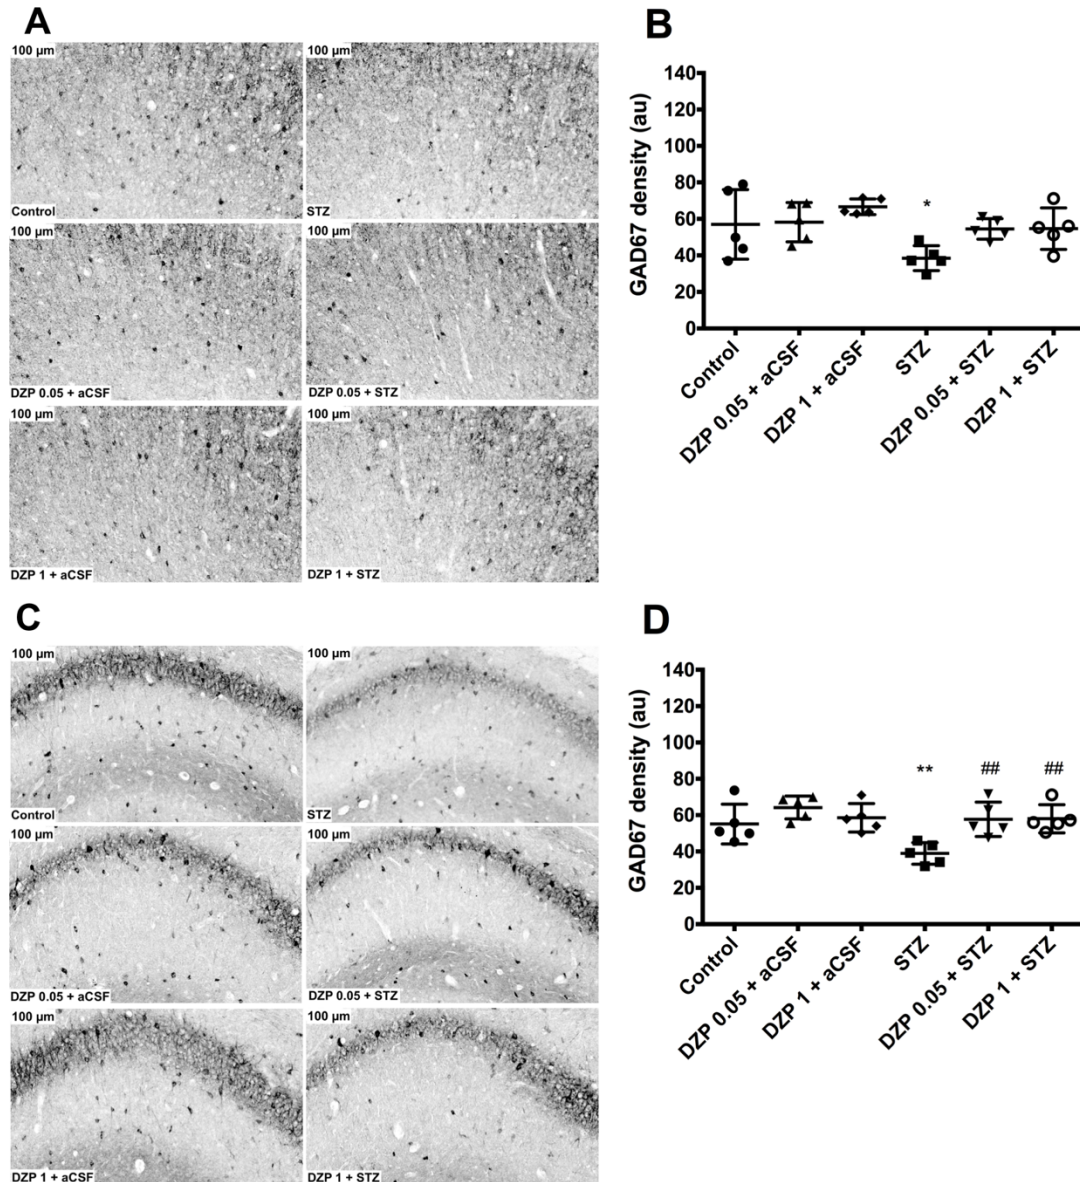 A
100 µm
100 µm
Control
STZ
100 µm
100 µm
DZP 0.05 + aCSF
DZP 0.05 + STZ
100 µm
100 µm
DZP 1 + aCSF
DZP 1 + STZ
B
GAD67 density (au)
140
120
100
80
60
40
20
0
*
Control
DZP 0.05 + aCSF
DZP 1 + aCSF
STZ
DZP 0.05 + STZ
DZP 1 + STZ
C
100 µm
100 µm
Control
STZ
100 µm
100 µm
DZP 0.05 + aCSF
DZP 0.05 + STZ
100 µm
100 µm
DZP 1 + aCSF
DZP 1 + STZ
D
GAD67 density (au)
140
120
100
80
60
40
20
0
**
##
##
Control
DZP 0.05 + aCSF
DZP 1 + aCSF
STZ
DZP 0.05 + STZ
DZP 1 + STZ